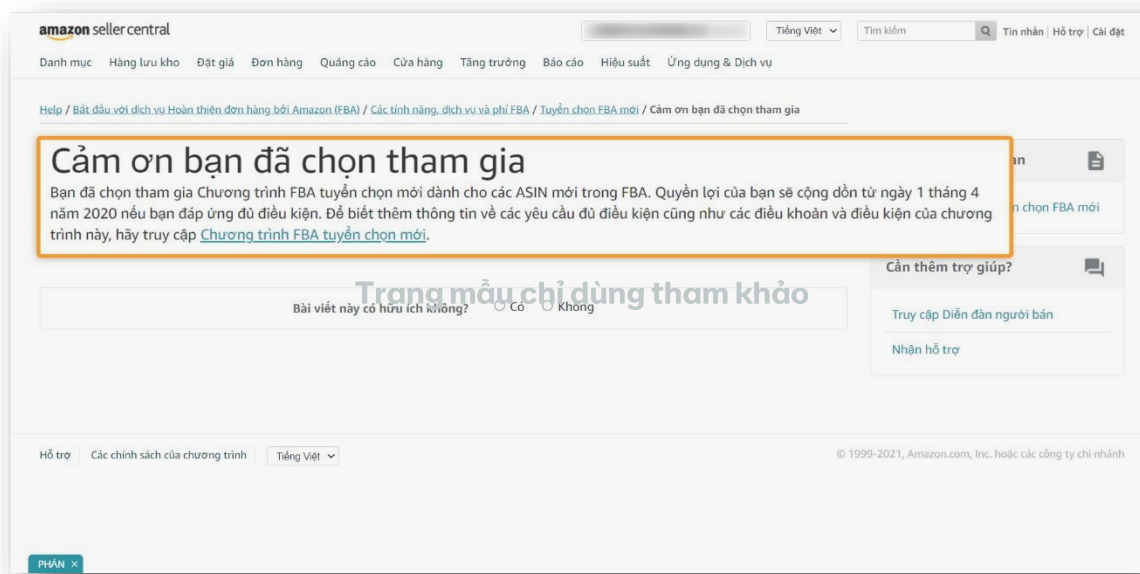 amazon seller central
Tiếng Việt
Tìm kiếm
Tin nhắn | Hỗ trợ | Cài đặt
Danh mục Hàng lưu kho Đặt giá Đơn hàng Quảng cáo Cửa hàng Tăng trưởng Báo cáo Hiệu suất Ứng dụng & Dịch vụ
Help / Bắt đầu với dịch vụ Hoàn thiện đơn hàng bởi Amazon (FBA) / Các tính năng, dịch vụ và phí FBA / Tuyển chọn FBA mới / Cảm ơn bạn đã chọn tham gia
Cảm ơn bạn đã chọn tham gia
Bạn đã chọn tham gia Chương trình FBA tuyển chọn mới dành cho các ASIN mới trong FBA. Quyền lợi của bạn sẽ cộng dồn từ ngày 1 tháng 4
năm 2020 nếu bạn đáp ứng đủ điều kiện. Để biết thêm thông tin về các yêu cầu đủ điều kiện cũng như các điều khoản và điều kiện của chương
trình này, hãy truy cập Chương trình FBA tuyển chọn mới.
chọn FBA mới
Cần thêm trợ giúp?
Trang mẫu chỉ dùng tham khảo
Bài viết này có hữu ích không? Có Không
Truy cập Diễn đàn người bán
Nhận hỗ trợ
Hỗ trợ Các chính sách của chương trình Tiếng Việt
© 1999-2021, Amazon.com, Inc. hoặc các công ty chi nhánh
PHÁN ×